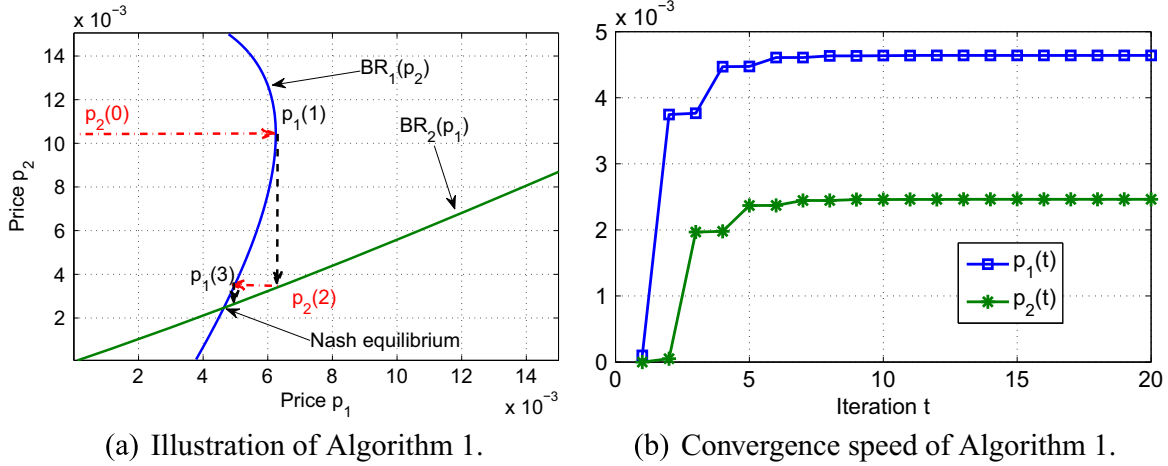 x 10⁻³
14
12
10
8
6
4
2
Price p₂
BR₁(p₂)
p₂(0)
p₁(1)
BR₂(p₁)
p₁(3)
p₂(2)
Nash equilibrium
2 4 6 8 10 12 14
Price p₁
x 10⁻³
(a) Illustration of Algorithm 1.
x 10⁻³
5
4
3
2
1
0
p₁(t)
p₂(t)
0 5 10 15 20
Iteration t
(b) Convergence speed of Algorithm 1.